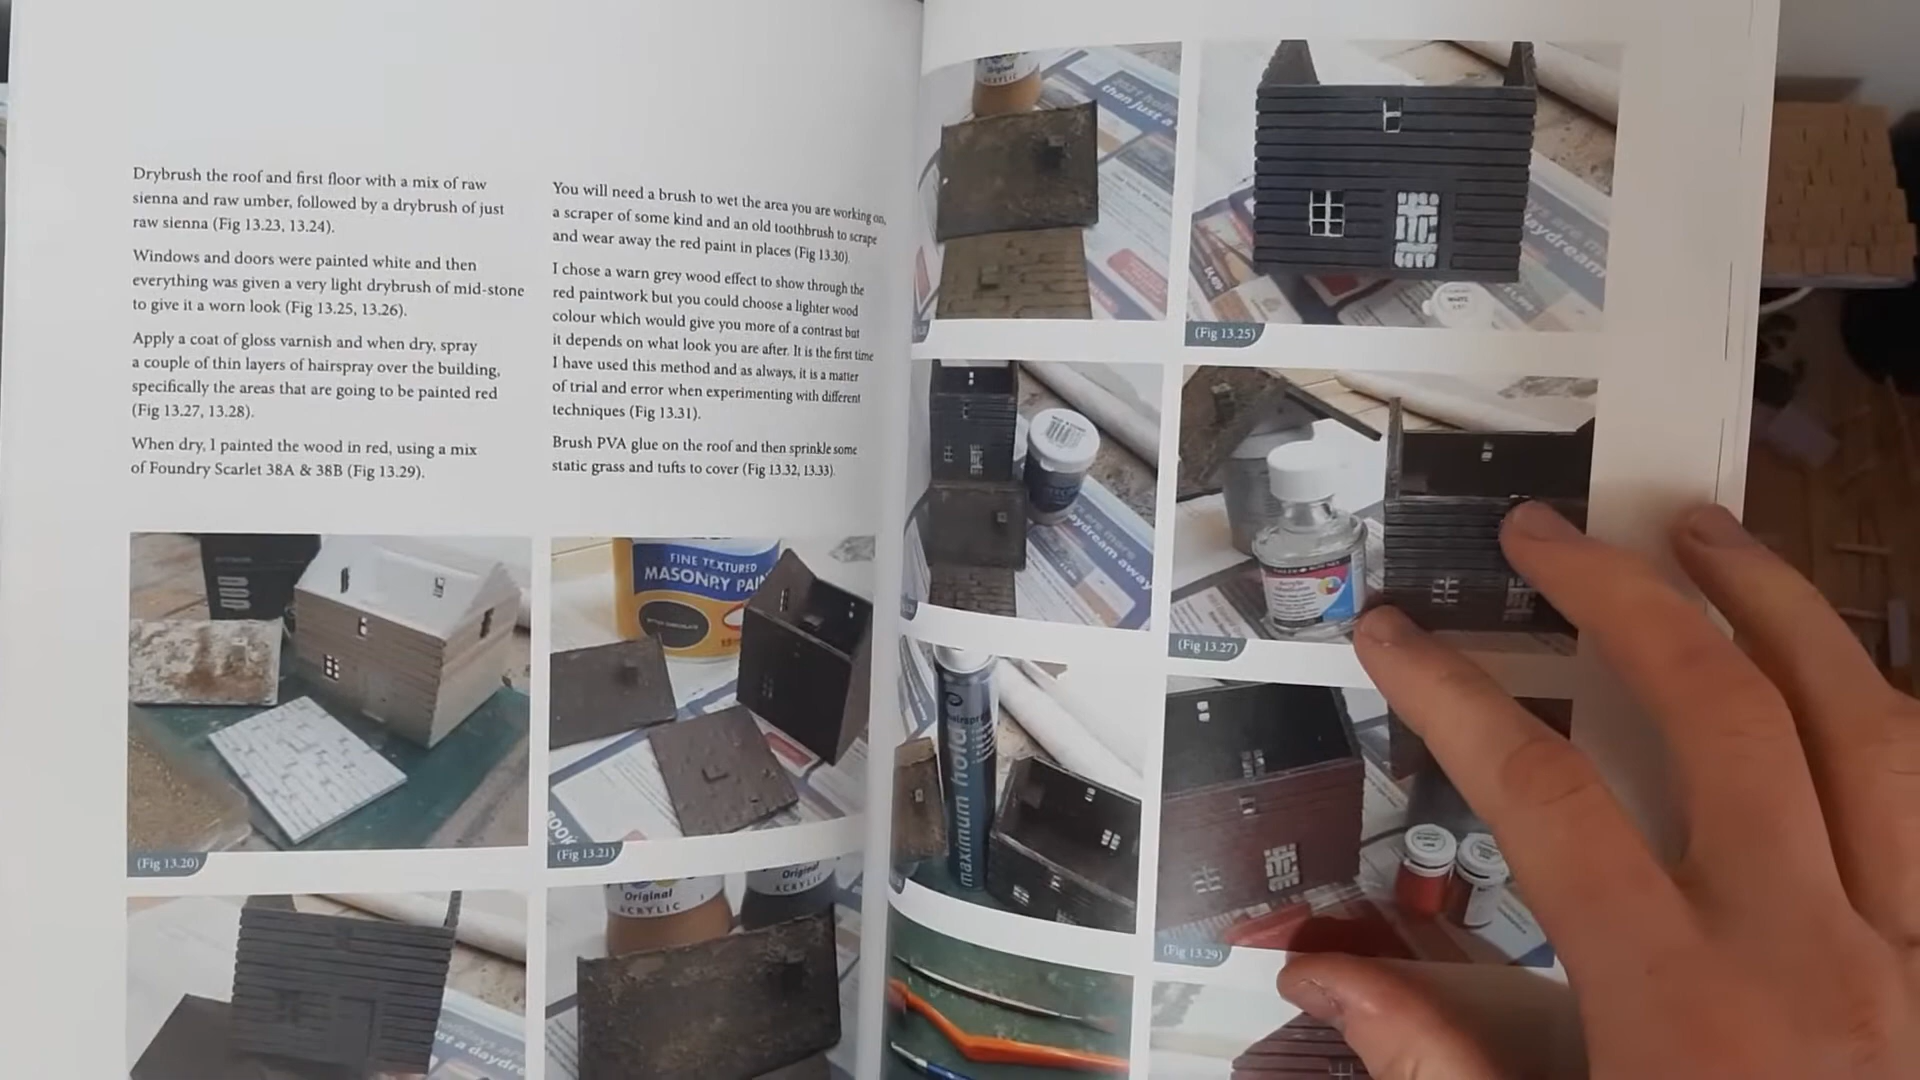 Drybrush the roof and first floor with a mix of raw
sienna and raw umber, followed by a drybrush of just
raw sienna (Fig 13.23, 13.24).
Windows and doors were painted white and then
everything was given a very light drybrush of mid-stone
to give it a worn look (Fig 13.25, 13.26).
Apply a coat of gloss varnish and when dry, spray
a couple of thin layers of hairspray over the building,
specifically the areas that are going to be painted red
(Fig 13.27, 13.28).
When dry, I painted the wood in red, using a mix
of Foundry Scarlet 38A & 38B (Fig 13.29).
You will need a brush to wet the area you are working on,
a scraper of some kind and an old toothbrush to scrape
and wear away the red paint in places (Fig 13.30).
I chose a warn grey wood effect to show through the
red paintwork but you could choose a lighter wood
colour which would give you more of a contrast but
it depends on what look you are after. It is the first time
I have used this method and as always, it is a matter
of trial and error when experimenting with different
techniques (Fig 13.31).
Brush PVA glue on the roof and then sprinkle some
static grass and tufts to cover (Fig 13.32, 13.33).
(Fig 13.20)
FINE TEXTURED
MASONRY PAI
(Fig 13.21)
Original
ACRYLIC
Original
ACRYLIC
Original
ACRYLIC
than just a
(Fig 13.25)
WHITE
daydream
aydream away
(Fig 13.27)
maximum hold
(Fig 13.29)